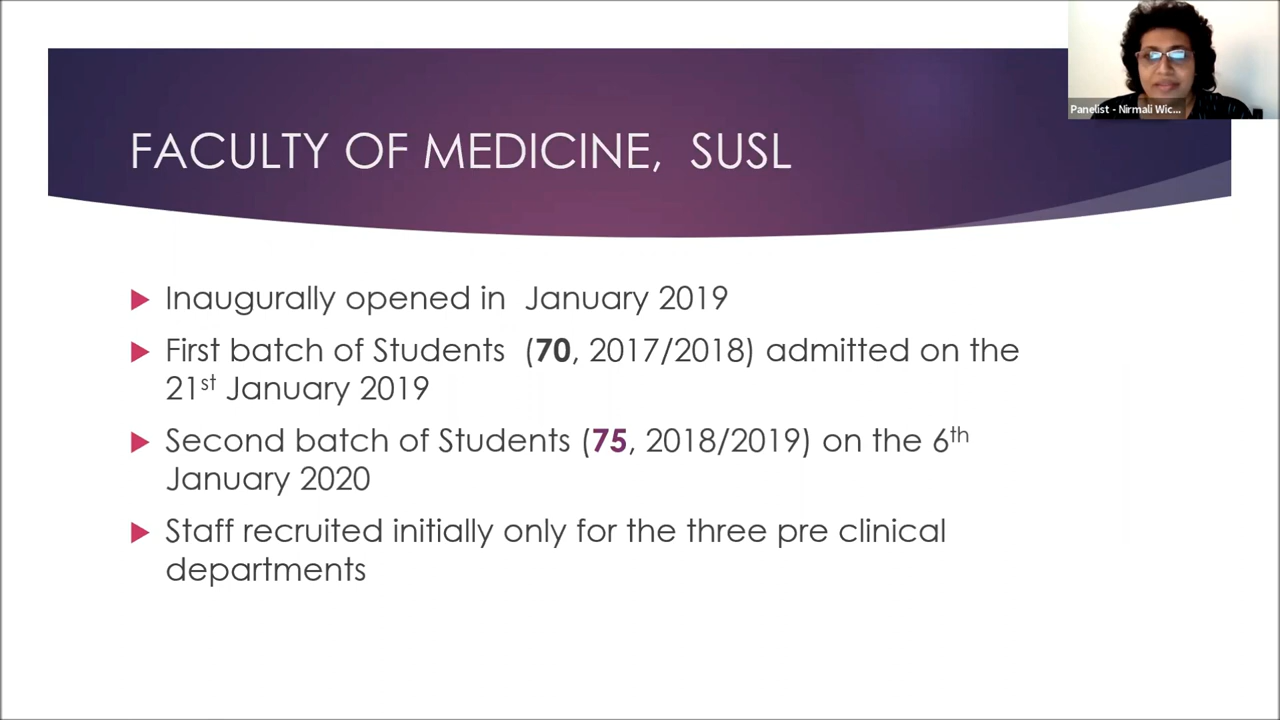 Panelist - Nirmali Wic...
FACULTY OF MEDICINE, SUSL
Inaugurally opened in January 2019
First batch of Students (70, 2017/2018) admitted on the
21st January 2019
Second batch of Students (75, 2018/2019) on the 6th
January 2020
Staff recruited initially only for the three pre clinical
departments